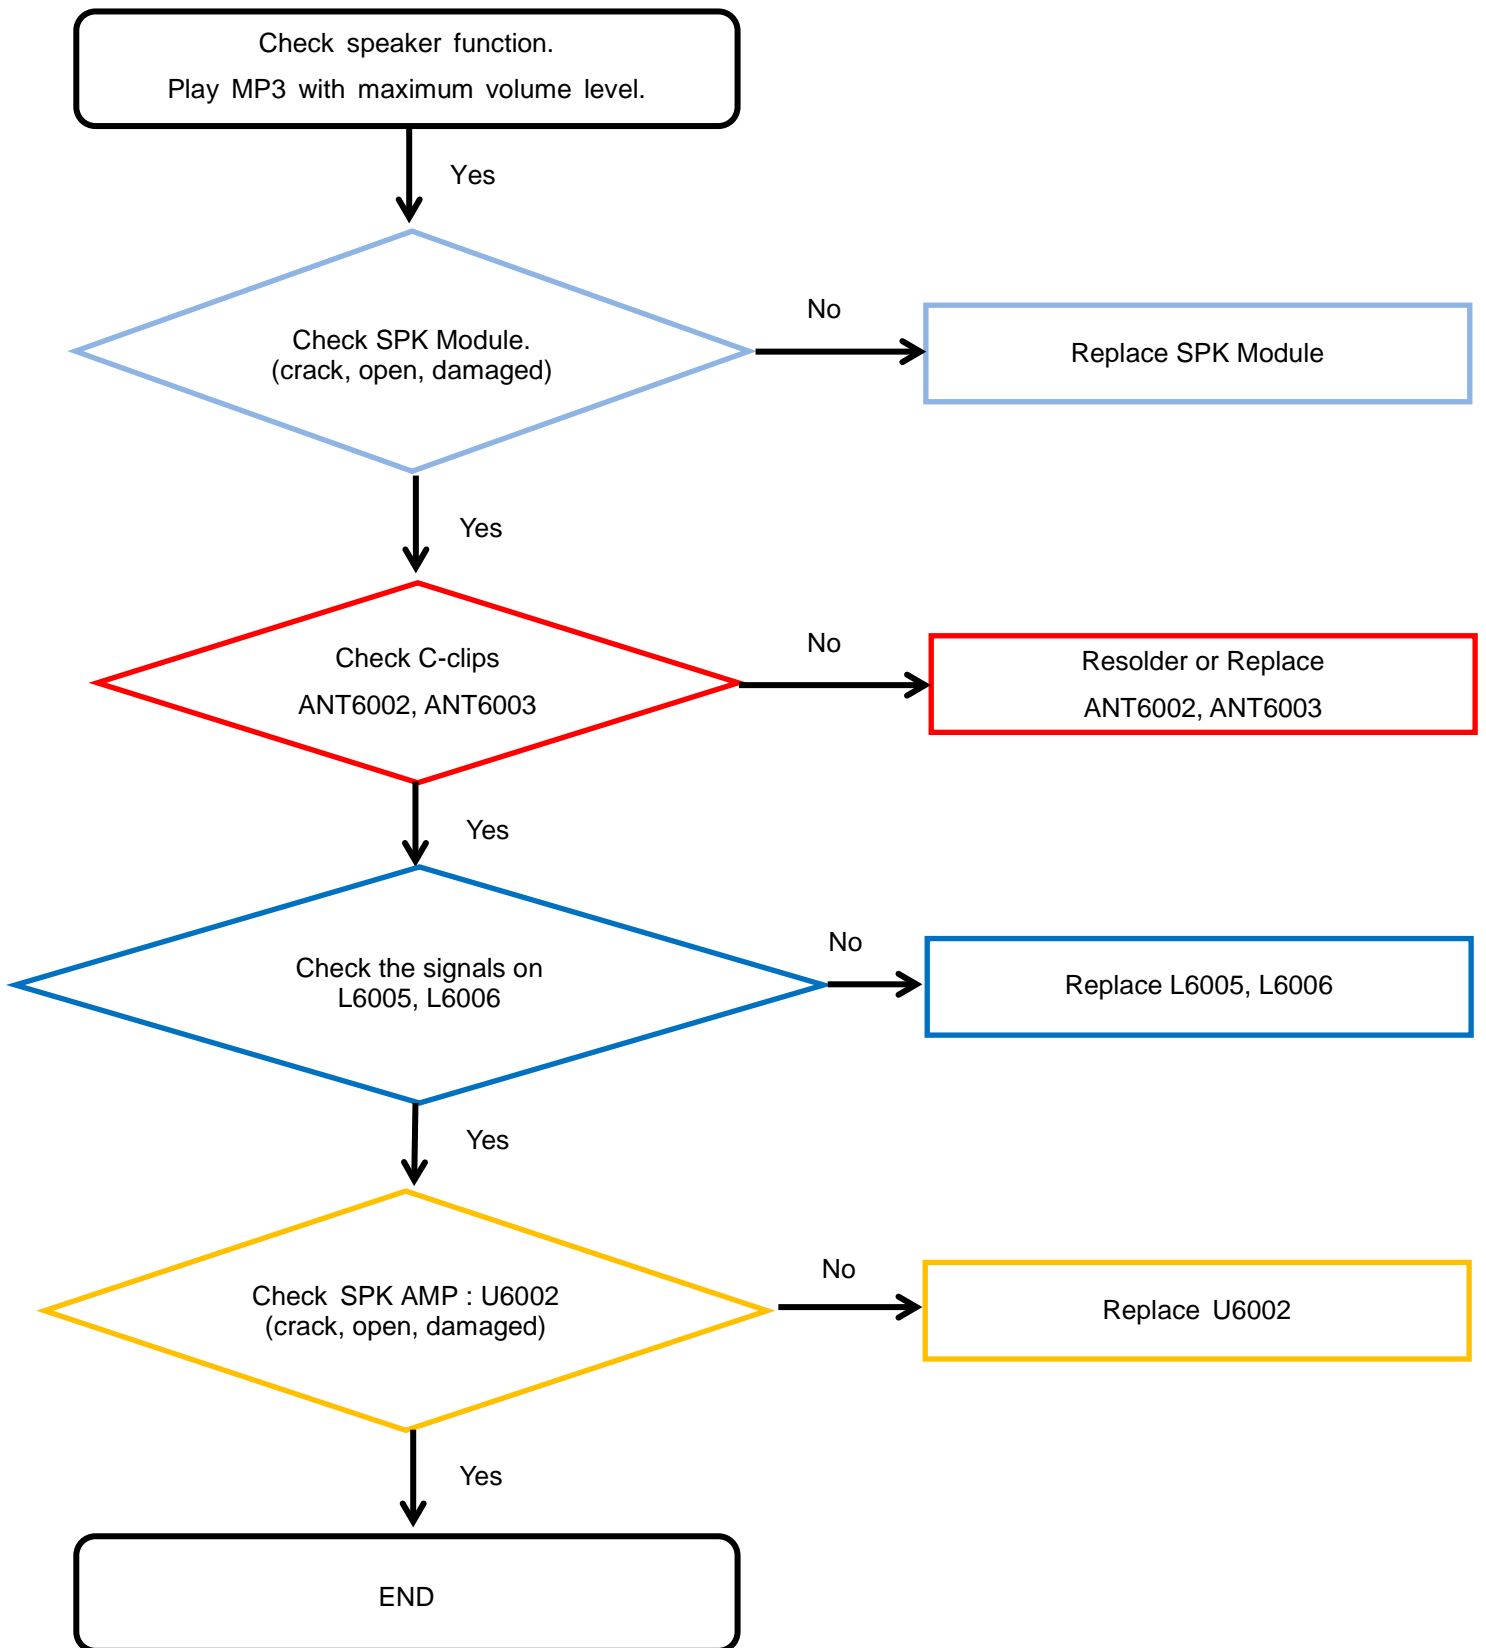 Check speaker function.
Play MP3 with maximum volume level.
Yes
Check SPK Module.
(crack, open, damaged)
No
Replace SPK Module
Yes
Check C-clips
ANT6002, ANT6003
No
Resolder or Replace
ANT6002, ANT6003
Yes
Check the signals on
L6005, L6006
No
Replace L6005, L6006
Yes
Check SPK AMP : U6002
(crack, open, damaged)
No
Replace U6002
Yes
END